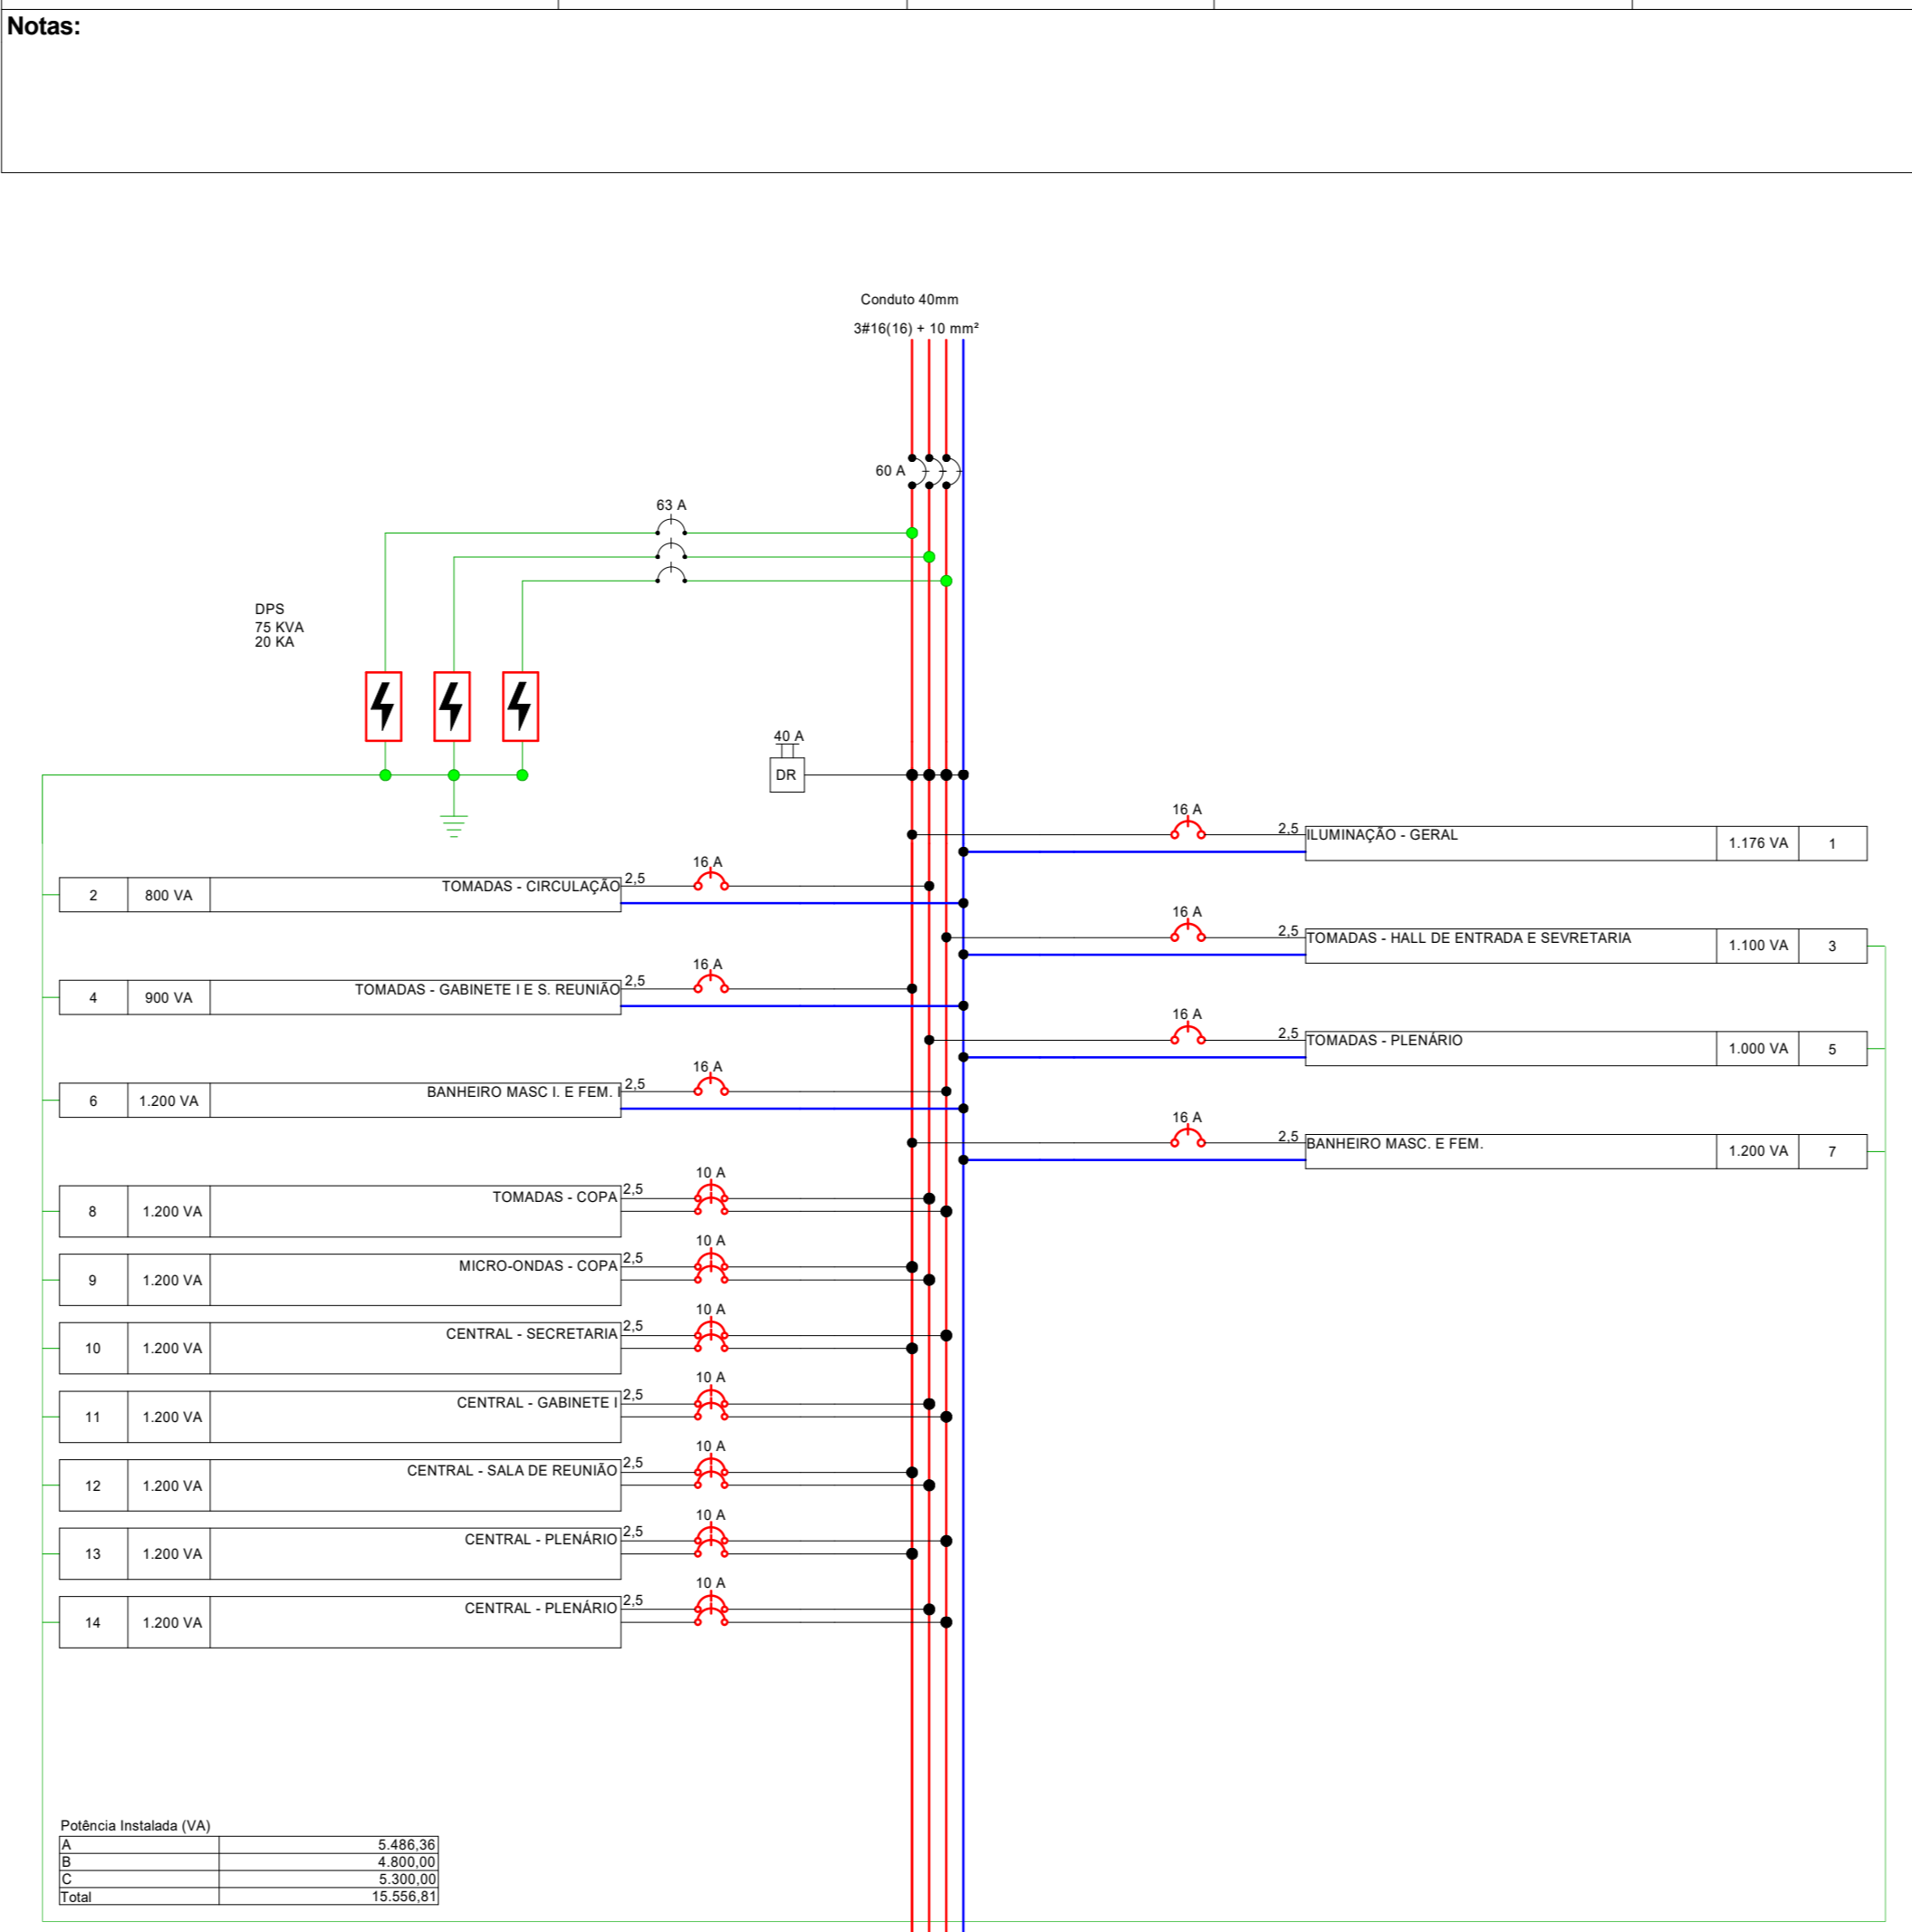 Notas:
Conduto 40mm
3#16(16) + 10 mm²
60 A
63 A
DPS
75 KVA
20 KA
40 A
DR
16 A
2,5
ILUMINAÇÃO - GERAL
1.176 VA
1
2
800 VA
TOMADAS - CIRCULAÇÃO
2,5
16 A
16 A
2,5
TOMADAS - HALL DE ENTRADA E SEVRETARIA
1.100 VA
3
4
900 VA
TOMADAS - GABINETE I E S. REUNIÃO
2,5
16 A
16 A
2,5
TOMADAS - PLENÁRIO
1.000 VA
5
6
1.200 VA
BANHEIRO MASC I. E FEM. I
2,5
16 A
16 A
2,5
BANHEIRO MASC. E FEM.
1.200 VA
7
8
1.200 VA
TOMADAS - COPA
2,5
10 A
9
1.200 VA
MICRO-ONDAS - COPA
2,5
10 A
10
1.200 VA
CENTRAL - SECRETARIA
2,5
10 A
11
1.200 VA
CENTRAL - GABINETE I
2,5
10 A
12
1.200 VA
CENTRAL - SALA DE REUNIÃO
2,5
10 A
13
1.200 VA
CENTRAL - PLENÁRIO
2,5
10 A
14
1.200 VA
CENTRAL - PLENÁRIO
2,5
10 A
Potência Instalada (VA)
A 5.486,36
B 4.800,00
C 5.300,00
Total 15.556,81